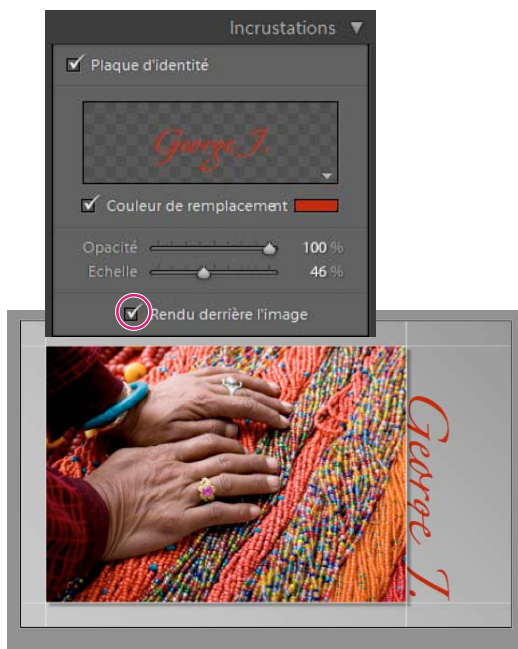 Incrustations ▼
Plaque d'identité
George J.
Couleur de remplacement
Opacité 100 %
Echelle 46 %
Rendu derrière l'image
George J.